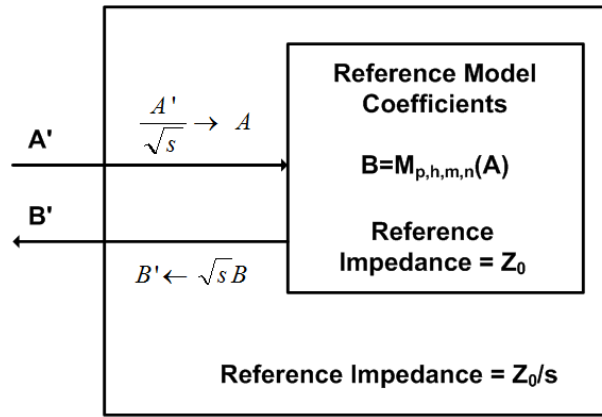 Reference Model
Coefficients
A'
A' / √s → A
B=Mp,h,m,n(A)
B'
Reference
Impedance = Z0
B' ← √s B
Reference Impedance = Z0/s